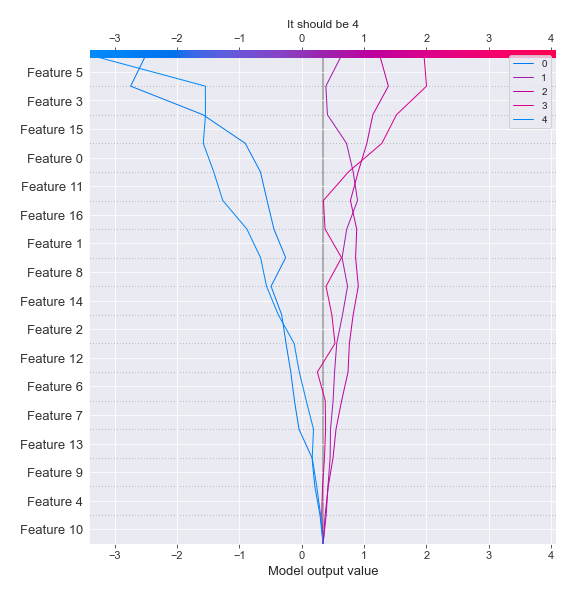 It should be 4
−3 −2 −1 0 1 2 3 4
0
1
2
3
4
Feature 5
Feature 3
Feature 15
Feature 0
Feature 11
Feature 16
Feature 1
Feature 8
Feature 14
Feature 2
Feature 12
Feature 6
Feature 7
Feature 13
Feature 9
Feature 4
Feature 10
−3 −2 −1 0 1 2 3 4
Model output value